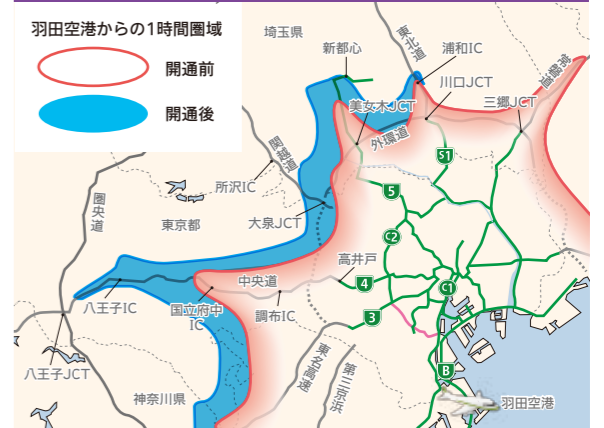 羽田空港からの1時間圏域
開通前
開通後
埼玉県
新都心
東北道
浦和IC
川口JCT
常磐道
三郷JCT
美女木JCT
外環道
関越道
S1
所沢IC
5
圏央道
東京都
大泉JCT
C2
高井戸
中央道
4
C1
八王子IC
国立府中
IC
調布IC
3
東名高速
第三京浜
八王子JCT
神奈川県
B
羽田空港